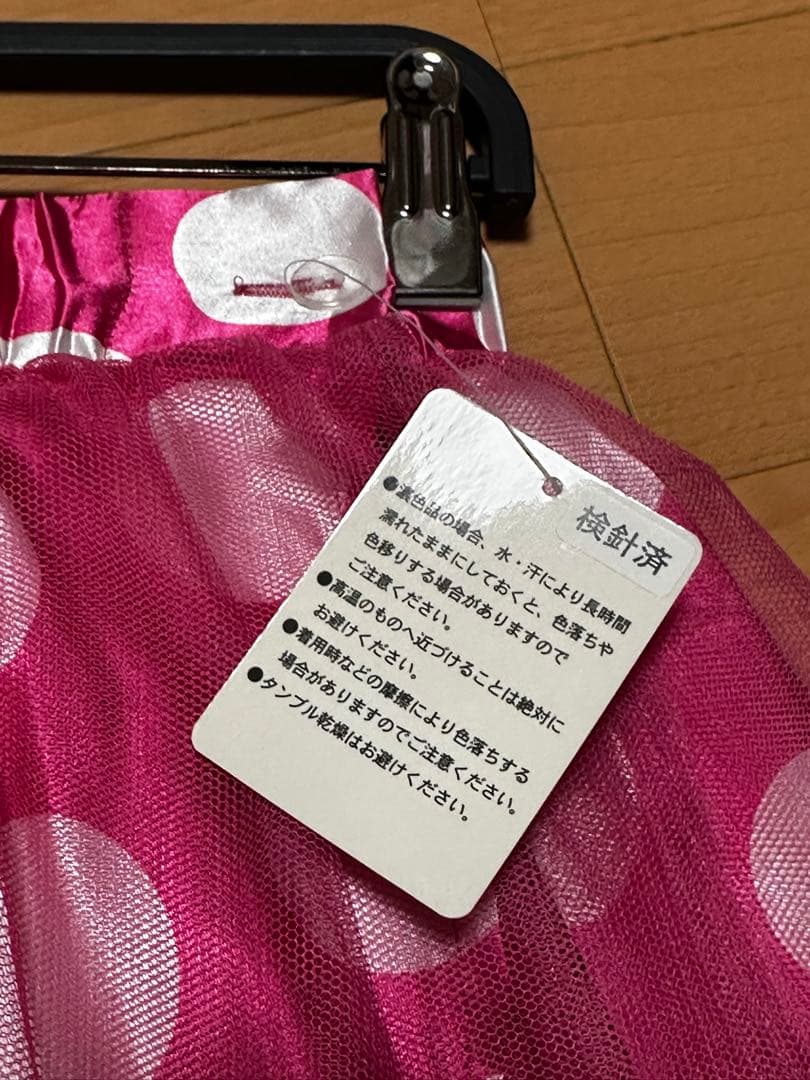 検針済
●濃色品の場合、水・汗により長時間
濡れたままにしておくと、色落ちや
色移りする場合がありますので
ご注意ください。
●高温のものへ近づけることは絶対に
お避けください。
●着用時などの摩擦により色落ちする
場合がありますのでご注意ください。
●タンブル乾燥はお避けください。